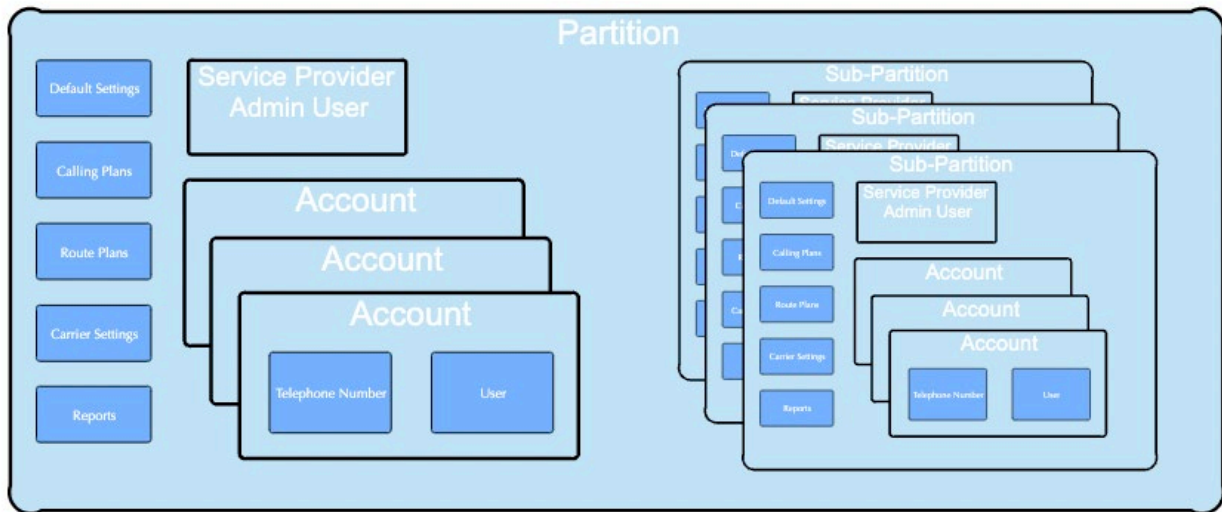 Partition
Default Settings
Calling Plans
Route Plans
Carrier Settings
Reports
Service Provider
Admin User
Account
Account
Account
Telephone Number
User
Sub-Partition
Service Provider
Sub-Partition
Service Provider
Sub-Partition
Default Settings
Calling Plans
Route Plans
Carrier Settings
Reports
Service Provider
Admin User
Account
Account
Account
Telephone Number
User